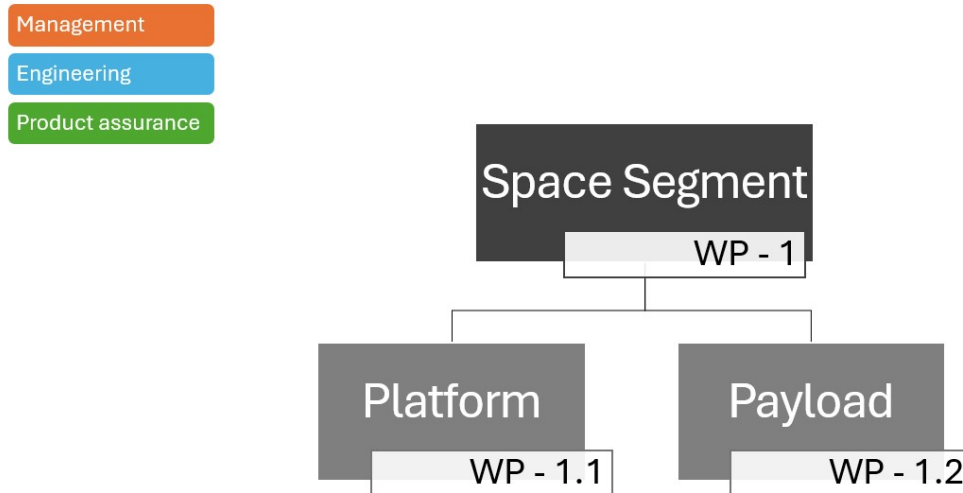 Management
Engineering
Product assurance
Space Segment
WP - 1
Platform
Payload
WP - 1.1
WP - 1.2